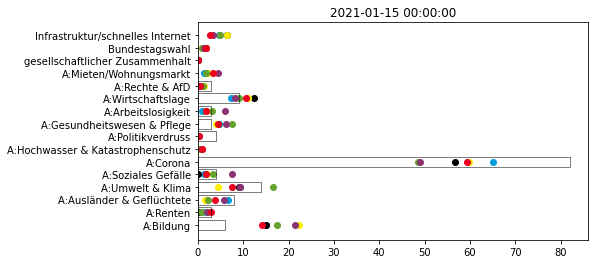 2021-01-15 00:00:00
Infrastruktur/schnelles Internet
Bundestagswahl
gesellschaftlicher Zusammenhalt
A:Mieten/Wohnungsmarkt
A:Rechte & AfD
A:Wirtschaftslage
A:Arbeitslosigkeit
A:Gesundheitswesen & Pflege
A:Politikverdruss
A:Hochwasser & Katastrophenschutz
A:Corona
A:Soziales Gefälle
A:Umwelt & Klima
A:Ausländer & Geflüchtete
A:Renten
A:Bildung
0 10 20 30 40 50 60 70 80